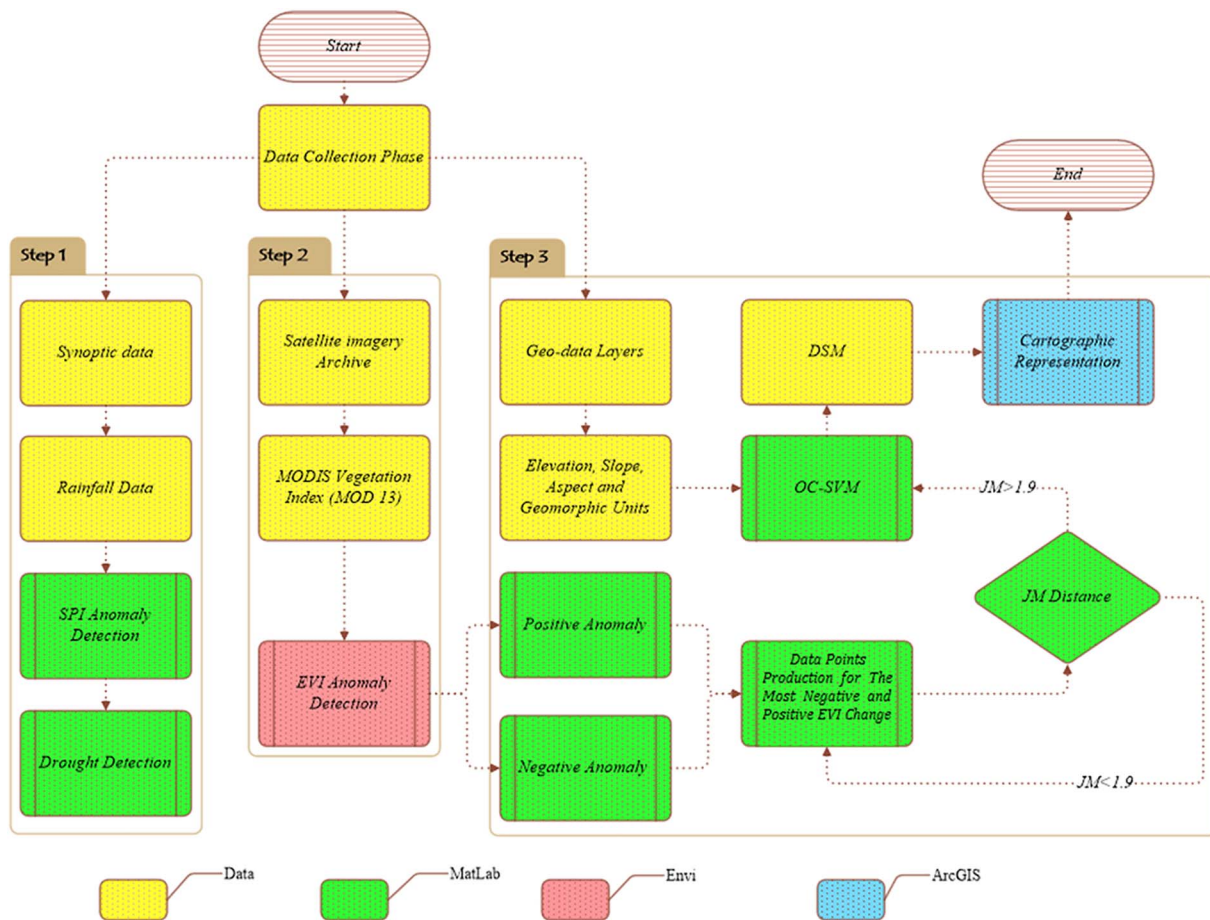 Start
Data Collection Phase
End
Step 1
Step 2
Step 3
Synoptic data
Rainfall Data
SPI Anomaly
Detection
Drought Detection
Satellite imagery
Archive
MODIS Vegetation
Index (MOD 13)
EVI Anomaly
Detection
Geo-data Layers
Elevation, Slope,
Aspect and
Geomorphic Units
Positive Anomaly
Negative Anomaly
DSM
OC-SVM
Data Points
Production for The
Most Negative and
Positive EVI Change
Cartographic
Representation
JM>1.9
JM Distance
JM<1.9
Data
MatLab
Envi
ArcGIS